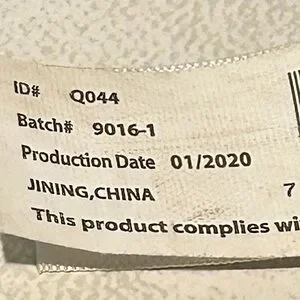 ID# Q044
Batch# 9016-1
Production Date 01/2020
JINING,CHINA 7
This product complies wi